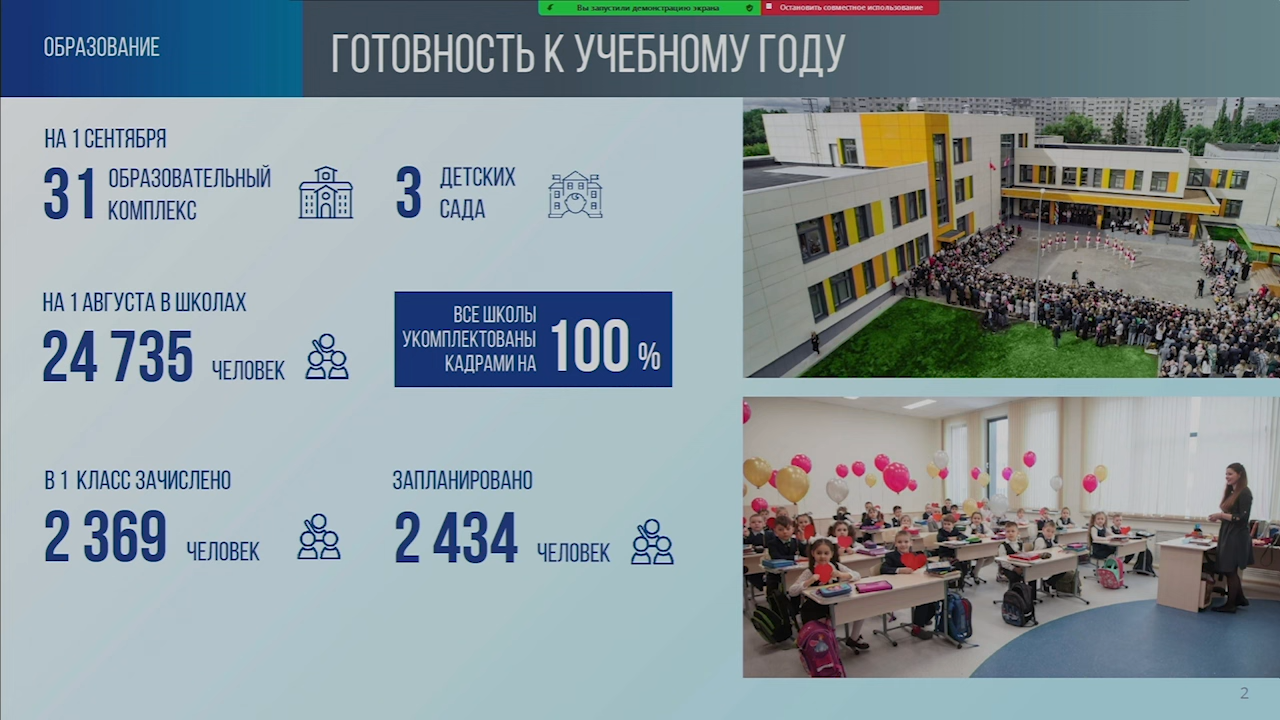 Вы запустили демонстрацию экрана
Остановить совместное использование
ОБРАЗОВАНИЕ
ГОТОВНОСТЬ К УЧЕБНОМУ ГОДУ
НА 1 СЕНТЯБРЯ
31 ОБРАЗОВАТЕЛЬНЫЙ
КОМПЛЕКС
3 ДЕТСКИХ
САДА
НА 1 АВГУСТА В ШКОЛАХ
24 735 ЧЕЛОВЕК
ВСЕ ШКОЛЫ
УКОМПЛЕКТОВАНЫ
КАДРАМИ НА
100 %
В 1 КЛАСС ЗАЧИСЛЕНО
2 369 ЧЕЛОВЕК
ЗАПЛАНИРОВАНО
2 434 ЧЕЛОВЕК
2